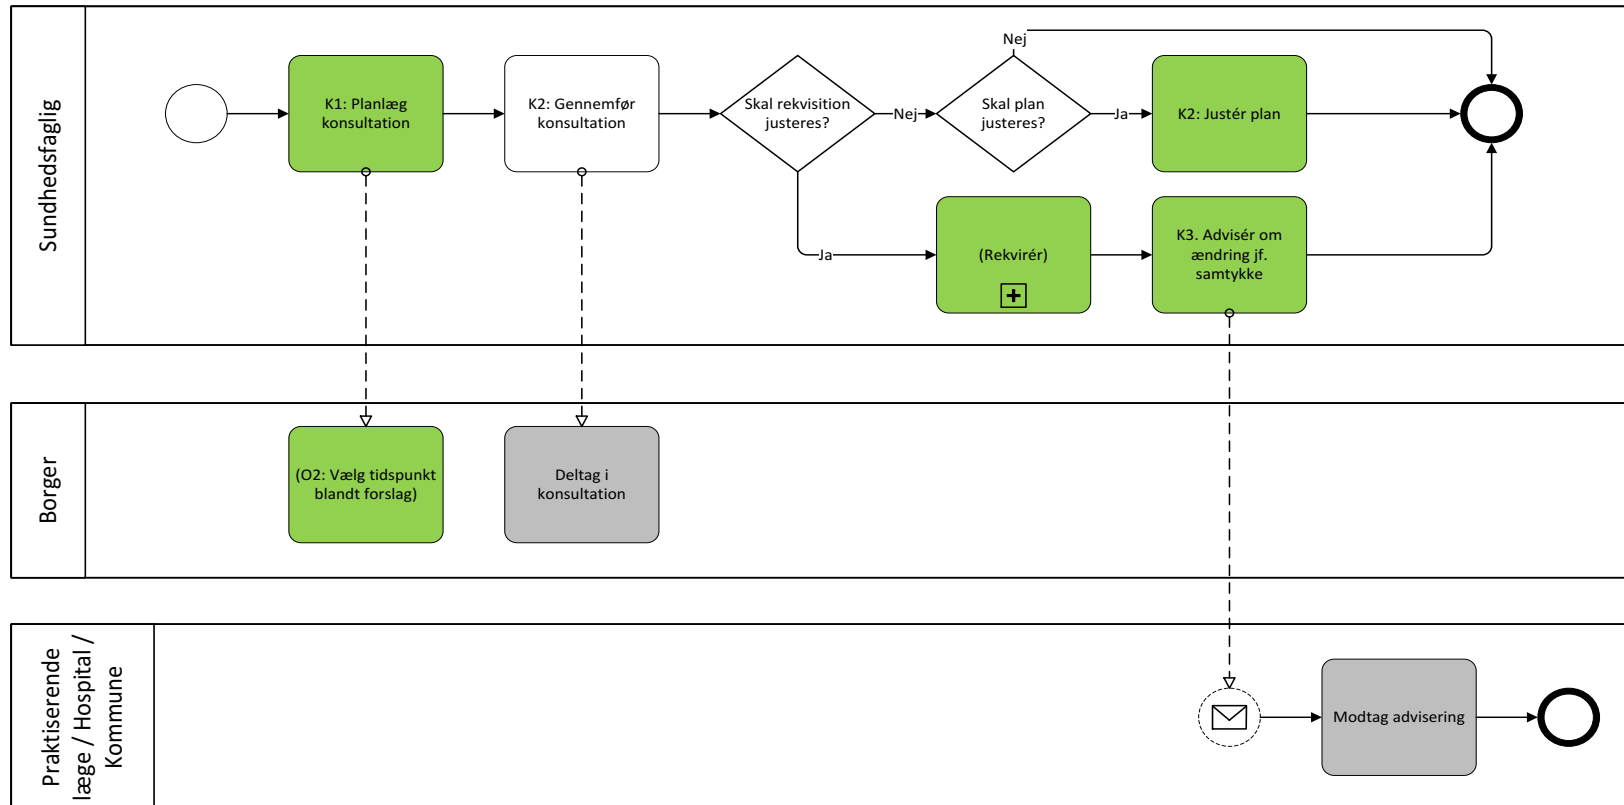 Sundhedsfaglig
K1: Planlæg
konsultation
K2: Gennemfør
konsultation
Skal rekvisition
justeres?
Nej
Skal plan
justeres?
Nej
Ja
K2: Justér plan
Ja
(Rekvirér)
K3. Advisér om
ændring jf.
samtykke
Borger
(O2: Vælg tidspunkt
blandt forslag)
Deltag i
konsultation
Praktiserende
læge / Hospital /
Kommune
Modtag advisering